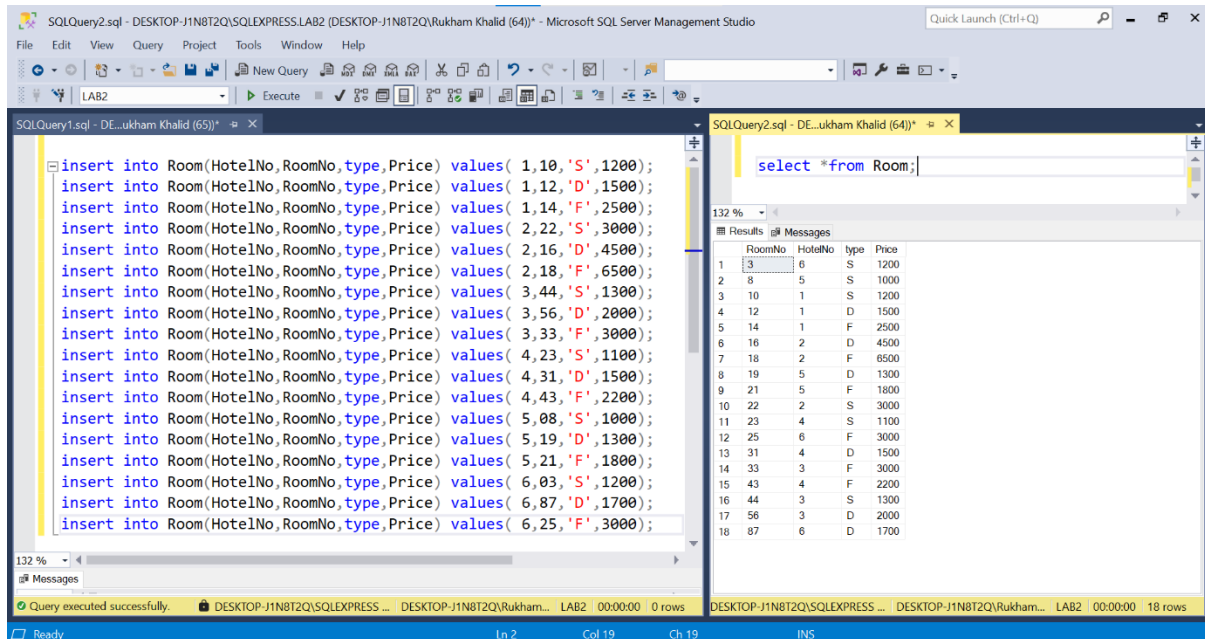 SQLQuery2.sql - DESKTOP-J1N8T2Q\SQLEXPRESS.LAB2 (DESKTOP-J1N8T2Q\Rukham Khalid (64))* - Microsoft SQL Server Management Studio
Quick Launch (Ctrl+Q)
File Edit View Query Project Tools Window Help
New Query
LAB2 Execute
SQLQuery1.sql - DE...ukham Khalid (65))*
insert into Room(HotelNo,RoomNo,type,Price) values( 1,10,'S',1200);
insert into Room(HotelNo,RoomNo,type,Price) values( 1,12,'D',1500);
insert into Room(HotelNo,RoomNo,type,Price) values( 1,14,'F',2500);
insert into Room(HotelNo,RoomNo,type,Price) values( 2,22,'S',3000);
insert into Room(HotelNo,RoomNo,type,Price) values( 2,16,'D',4500);
insert into Room(HotelNo,RoomNo,type,Price) values( 2,18,'F',6500);
insert into Room(HotelNo,RoomNo,type,Price) values( 3,44,'S',1300);
insert into Room(HotelNo,RoomNo,type,Price) values( 3,56,'D',2000);
insert into Room(HotelNo,RoomNo,type,Price) values( 3,33,'F',3000);
insert into Room(HotelNo,RoomNo,type,Price) values( 4,23,'S',1100);
insert into Room(HotelNo,RoomNo,type,Price) values( 4,31,'D',1500);
insert into Room(HotelNo,RoomNo,type,Price) values( 4,43,'F',2200);
insert into Room(HotelNo,RoomNo,type,Price) values( 5,08,'S',1000);
insert into Room(HotelNo,RoomNo,type,Price) values( 5,19,'D',1300);
insert into Room(HotelNo,RoomNo,type,Price) values( 5,21,'F',1800);
insert into Room(HotelNo,RoomNo,type,Price) values( 6,03,'S',1200);
insert into Room(HotelNo,RoomNo,type,Price) values( 6,87,'D',1700);
insert into Room(HotelNo,RoomNo,type,Price) values( 6,25,'F',3000);
132 %
Messages
Query executed successfully. DESKTOP-J1N8T2Q\SQLEXPRESS ... DESKTOP-J1N8T2Q\Rukham... LAB2 00:00:00 0 rows
SQLQuery2.sql - DE...ukham Khalid (64))*
select *from Room;
132 %
Results Messages
RoomNo HotelNo type Price
1 3 6 S 1200
2 8 5 S 1000
3 10 1 S 1200
4 12 1 D 1500
5 14 1 F 2500
6 16 2 D 4500
7 18 2 F 6500
8 19 5 D 1300
9 21 5 F 1800
10 22 2 S 3000
11 23 4 S 1100
12 25 6 F 3000
13 31 4 D 1500
14 33 3 F 3000
15 43 4 F 2200
16 44 3 S 1300
17 56 3 D 2000
18 87 6 D 1700
DESKTOP-J1N8T2Q\SQLEXPRESS ... DESKTOP-J1N8T2Q\Rukham... LAB2 00:00:00 18 rows
Ready Ln 2 Col 19 Ch 19 INS